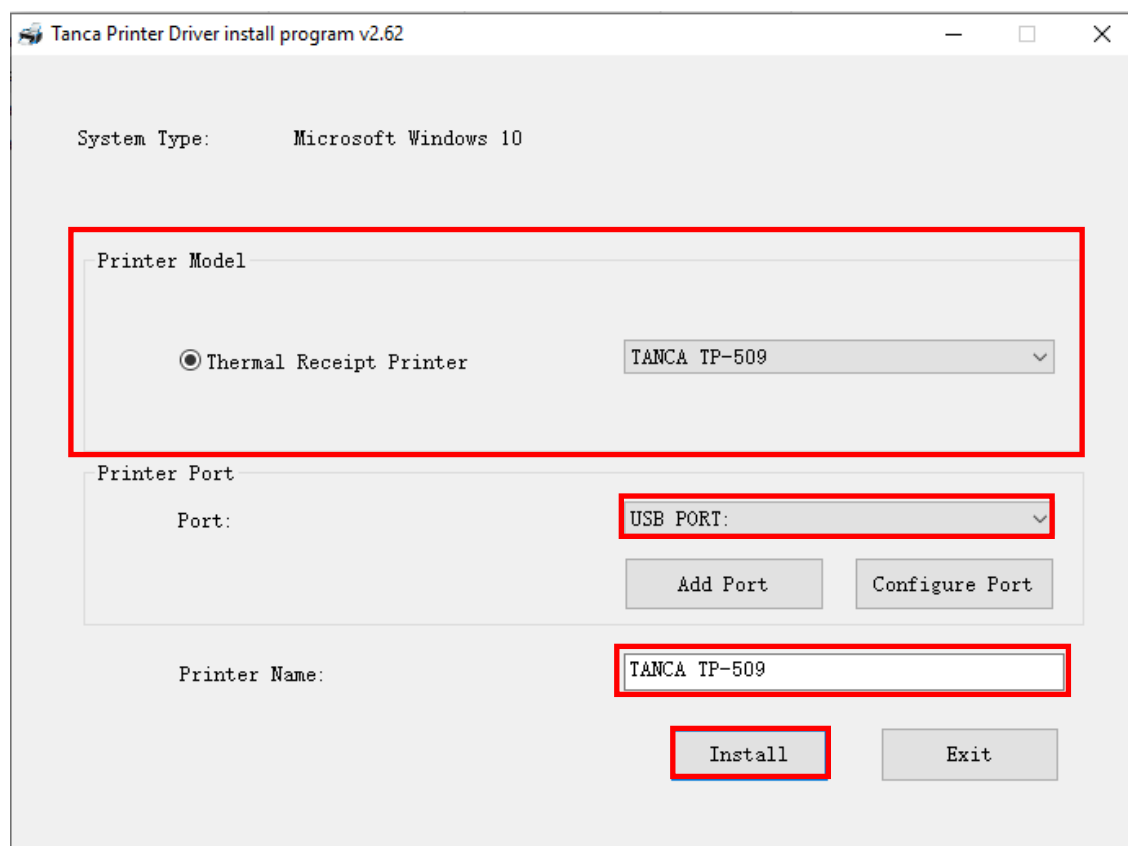 Tanca Printer Driver install program v2.62
System Type: Microsoft Windows 10
Printer Model
Thermal Receipt Printer TANCA TP-509
Printer Port
Port: USB PORT:
Add Port Configure Port
Printer Name: TANCA TP-509
Install Exit